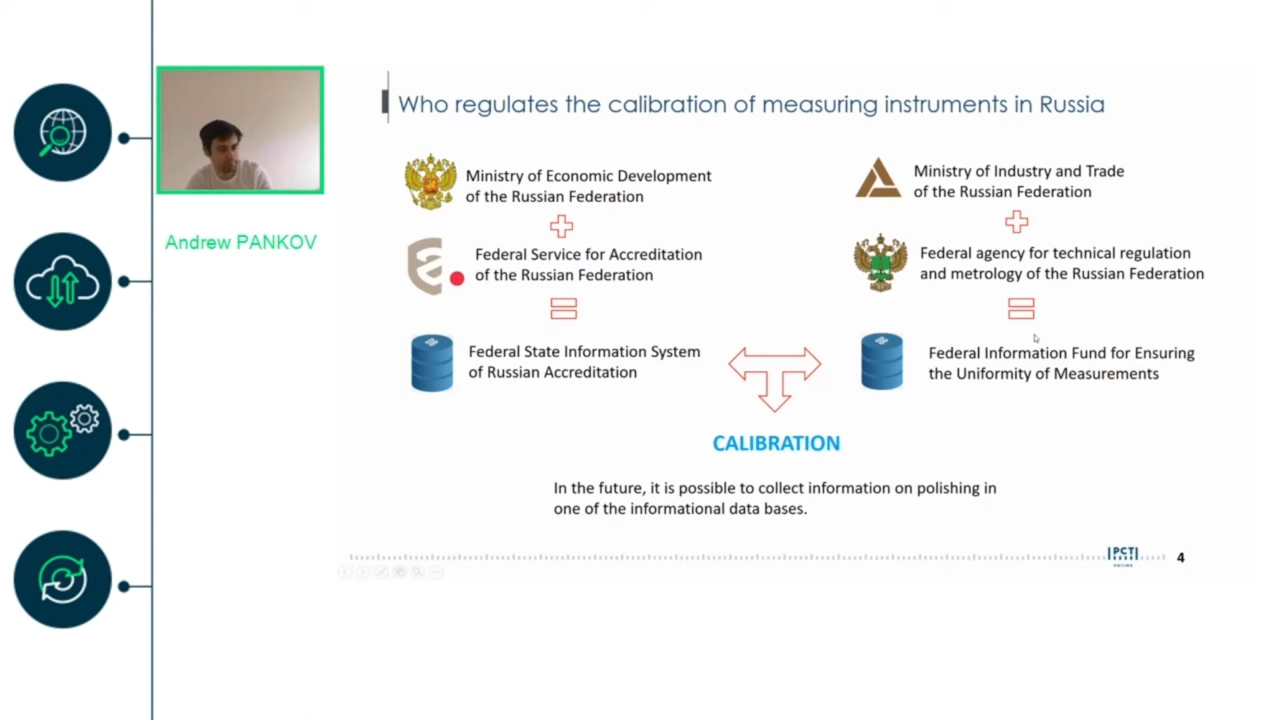 Who regulates the calibration of measuring instruments in Russia
Andrew PANKOV
Ministry of Economic Development
of the Russian Federation
Federal Service for Accreditation
of the Russian Federation
Federal State Information System
of Russian Accreditation
Ministry of Industry and Trade
of the Russian Federation
Federal agency for technical regulation
and metrology of the Russian Federation
Federal Information Fund for Ensuring
the Uniformity of Measurements
CALIBRATION
In the future, it is possible to collect information on polishing in
one of the informational data bases.
РСТ
4